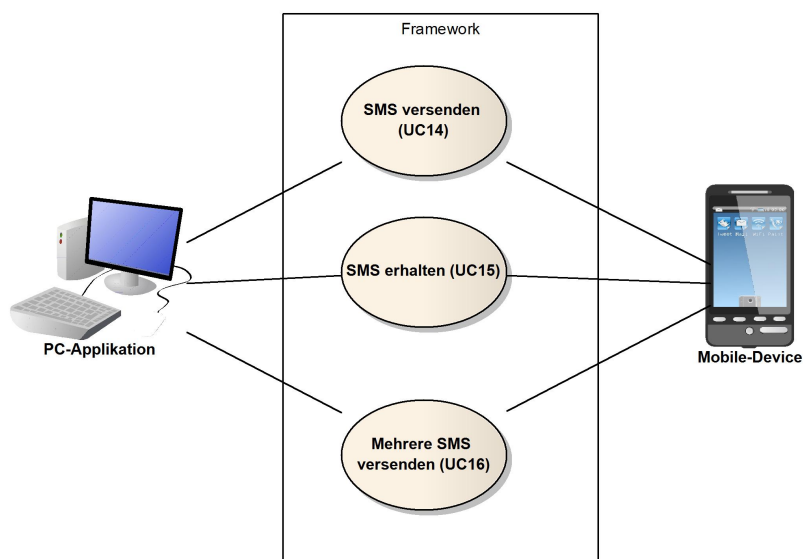 Framework
SMS versenden
(UC14)
SMS erhalten (UC15)
Mehrere SMS
versenden (UC16)
PC-Applikation
Mobile-Device